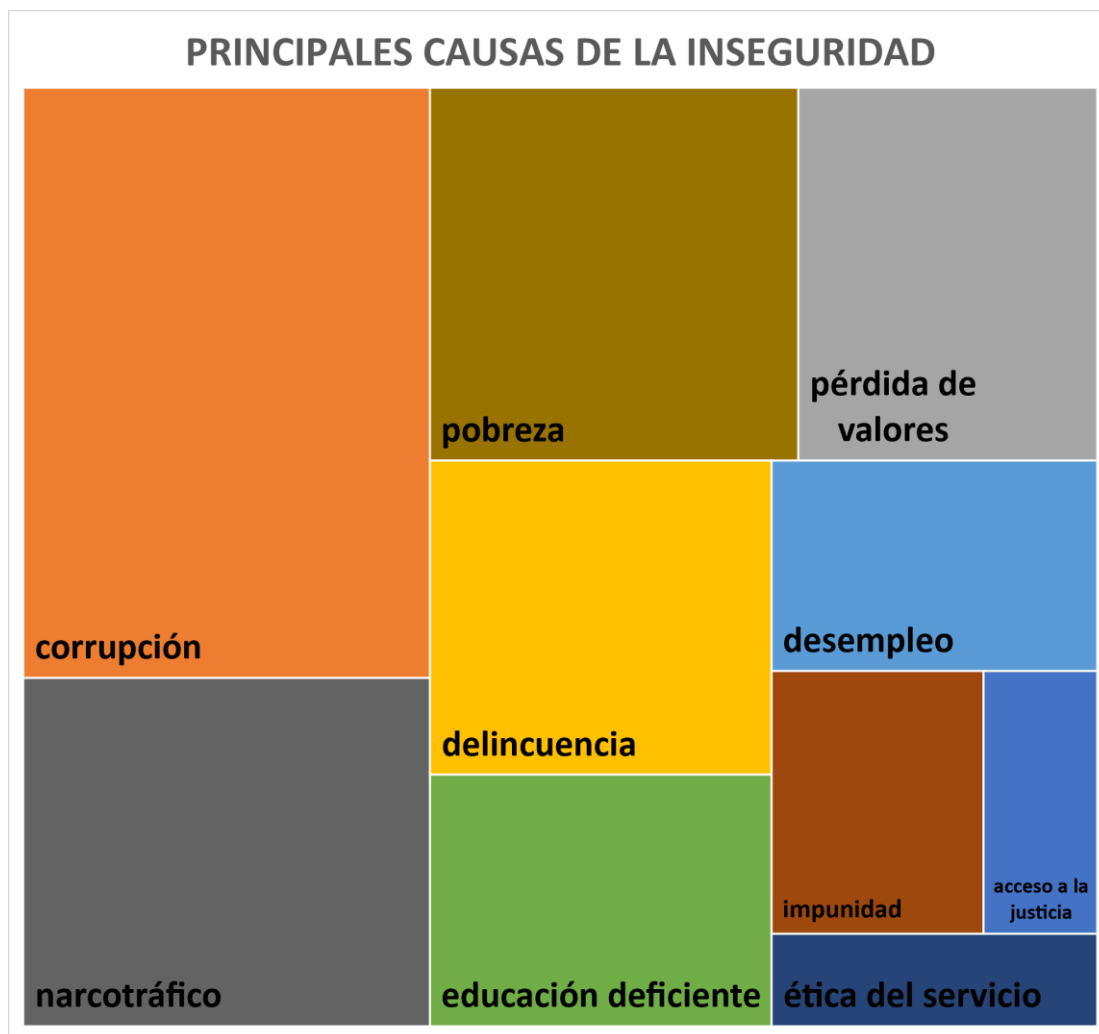 PRINCIPALES CAUSAS DE LA INSEGURIDAD
corrupción
narcotráfico
pobreza
pérdida de
valores
delincuencia
desempleo
educación deficiente
impunidad
acceso a la
justicia
ética del servicio